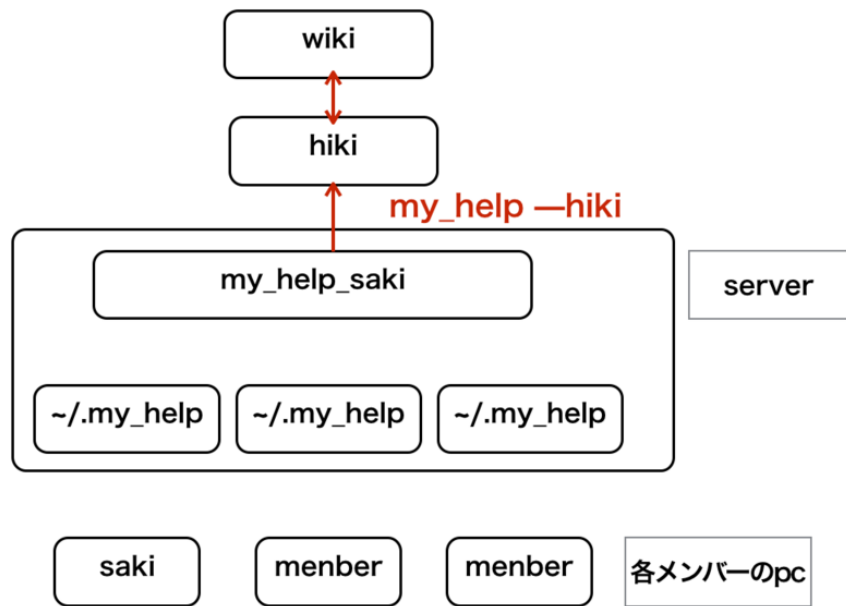 wiki
hiki
my_help —hiki
my_help_saki
server
~/.my_help
~/.my_help
~/.my_help
saki
menber
menber
各メンバーのpc